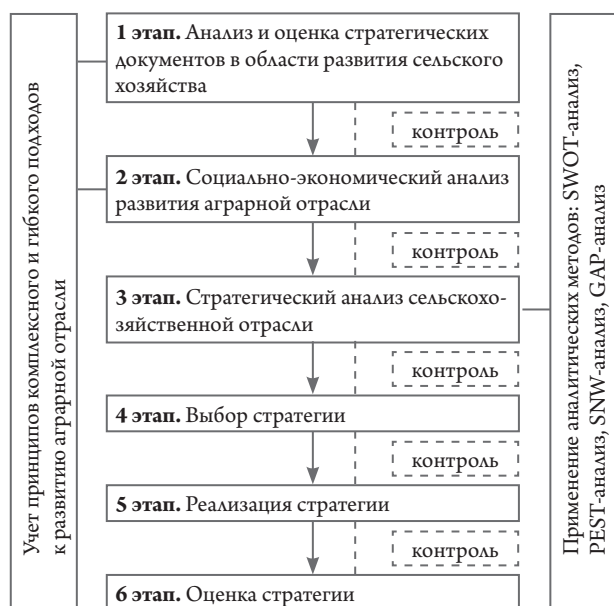 1 этап. Анализ и оценка стратегических
документов в области развития сельского
хозяйства
контроль
2 этап. Социально-экономический анализ
развития аграрной отрасли
контроль
3 этап. Стратегический анализ сельскохо-
зяйственной отрасли
контроль
4 этап. Выбор стратегии
контроль
5 этап. Реализация стратегии
контроль
6 этап. Оценка стратегии
Учет принципов комплексного и гибкого подходов
к развитию аграрной отрасли
Применение аналитических методов: SWOT-анализ,
PEST-анализ, SNW-анализ, GAP-анализ